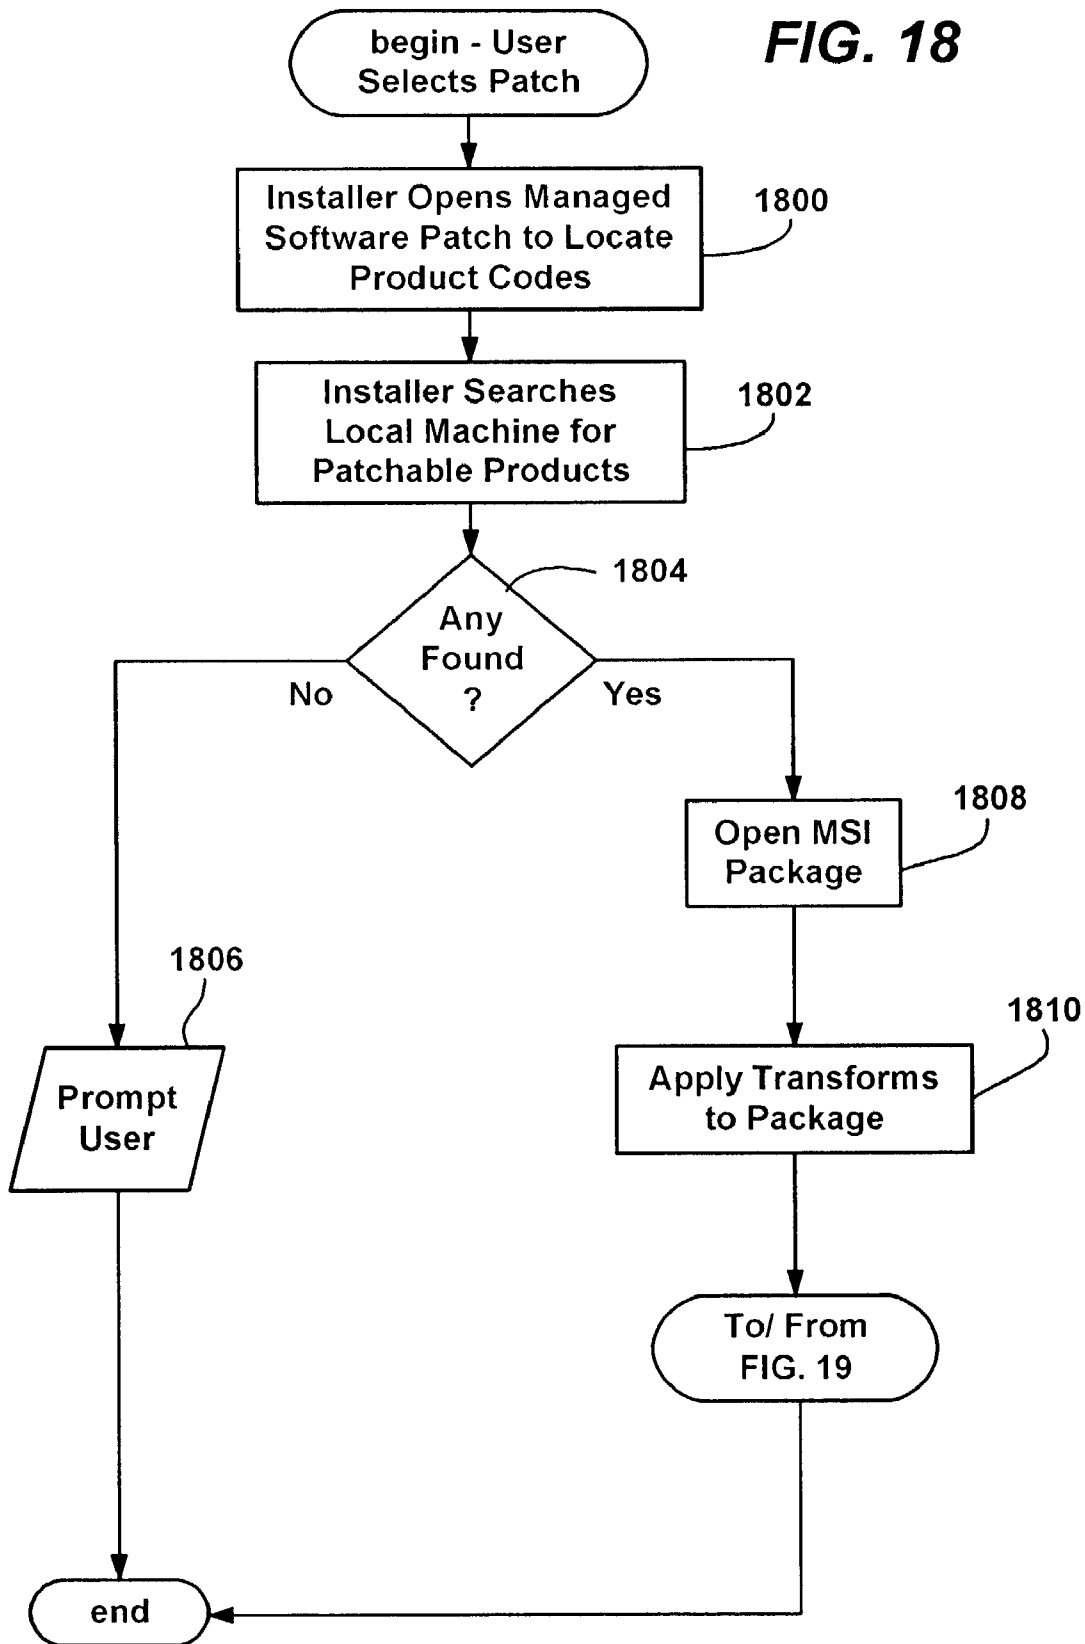 FIG. 18
begin - User
Selects Patch
Installer Opens Managed
Software Patch to Locate
Product Codes
1800
Installer Searches
Local Machine for
Patchable Products
1802
1804
Any
Found
?
No
Yes
Open MSI
Package
1808
1806
Prompt
User
Apply Transforms
to Package
1810
To/ From
FIG. 19
end